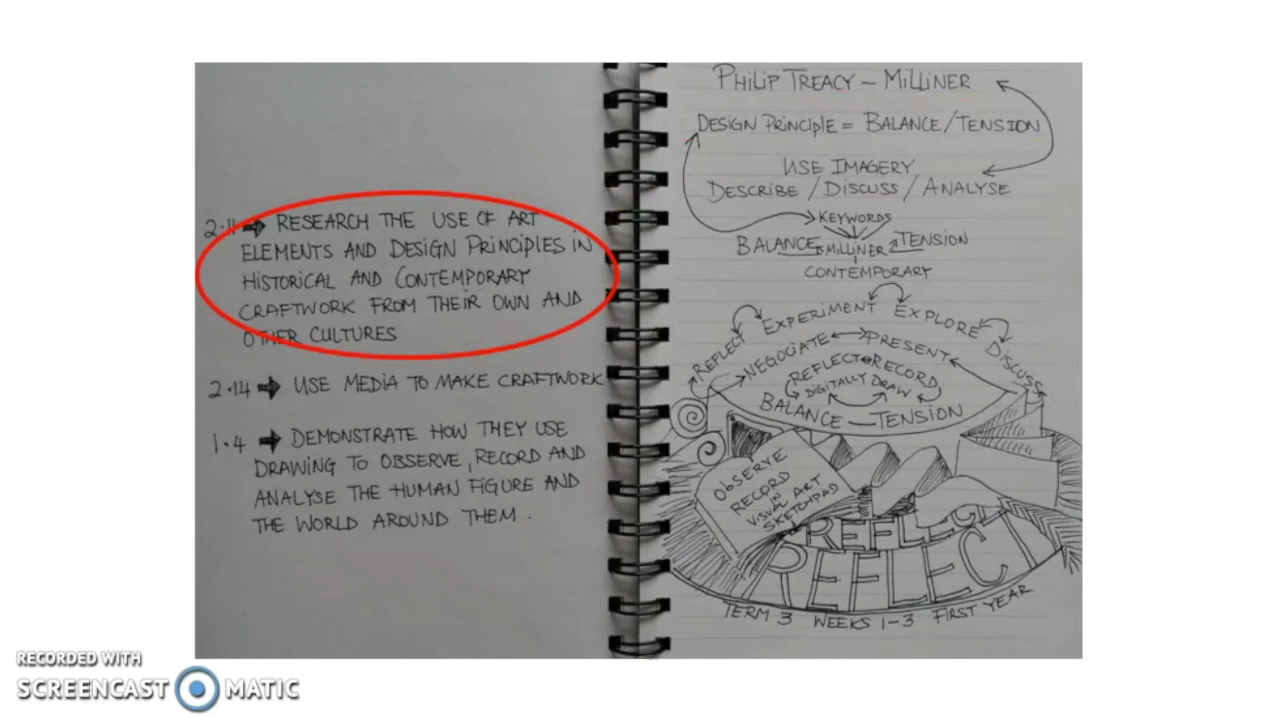 2.11 → RESEARCH THE USE OF ART
ELEMENTS AND DESIGN PRINCIPLES IN
HISTORICAL AND CONTEMPORARY
CRAFTWORK FROM THEIR OWN AND
OTHER CULTURES
2.14 → USE MEDIA TO MAKE CRAFTWORK
1.4 → DEMONSTRATE HOW THEY USE
DRAWING TO OBSERVE, RECORD AND
ANALYSE THE HUMAN FIGURE AND
THE WORLD AROUND THEM.
PHILIP TREACY – MILLINER
DESIGN PRINCIPLE = BALANCE/TENSION
USE IMAGERY
DESCRIBE / DISCUSS / ANALYSE
KEYWORDS
BALANCE MILLINER TENSION
CONTEMPORARY
REFLECT EXPERIMENT EXPLORE DISCUSS
NEGOCIATE PRESENT
REFLECT RECORD
DIGITALLY DRAW
BALANCE — TENSION
OBSERVE
RECORD
IN
VISUAL ART
SKETCHPAD
REFLECT
REFLECT
TERM 3 WEEKS 1-3 FIRST YEAR
RECORDED WITH
SCREENCAST MATIC